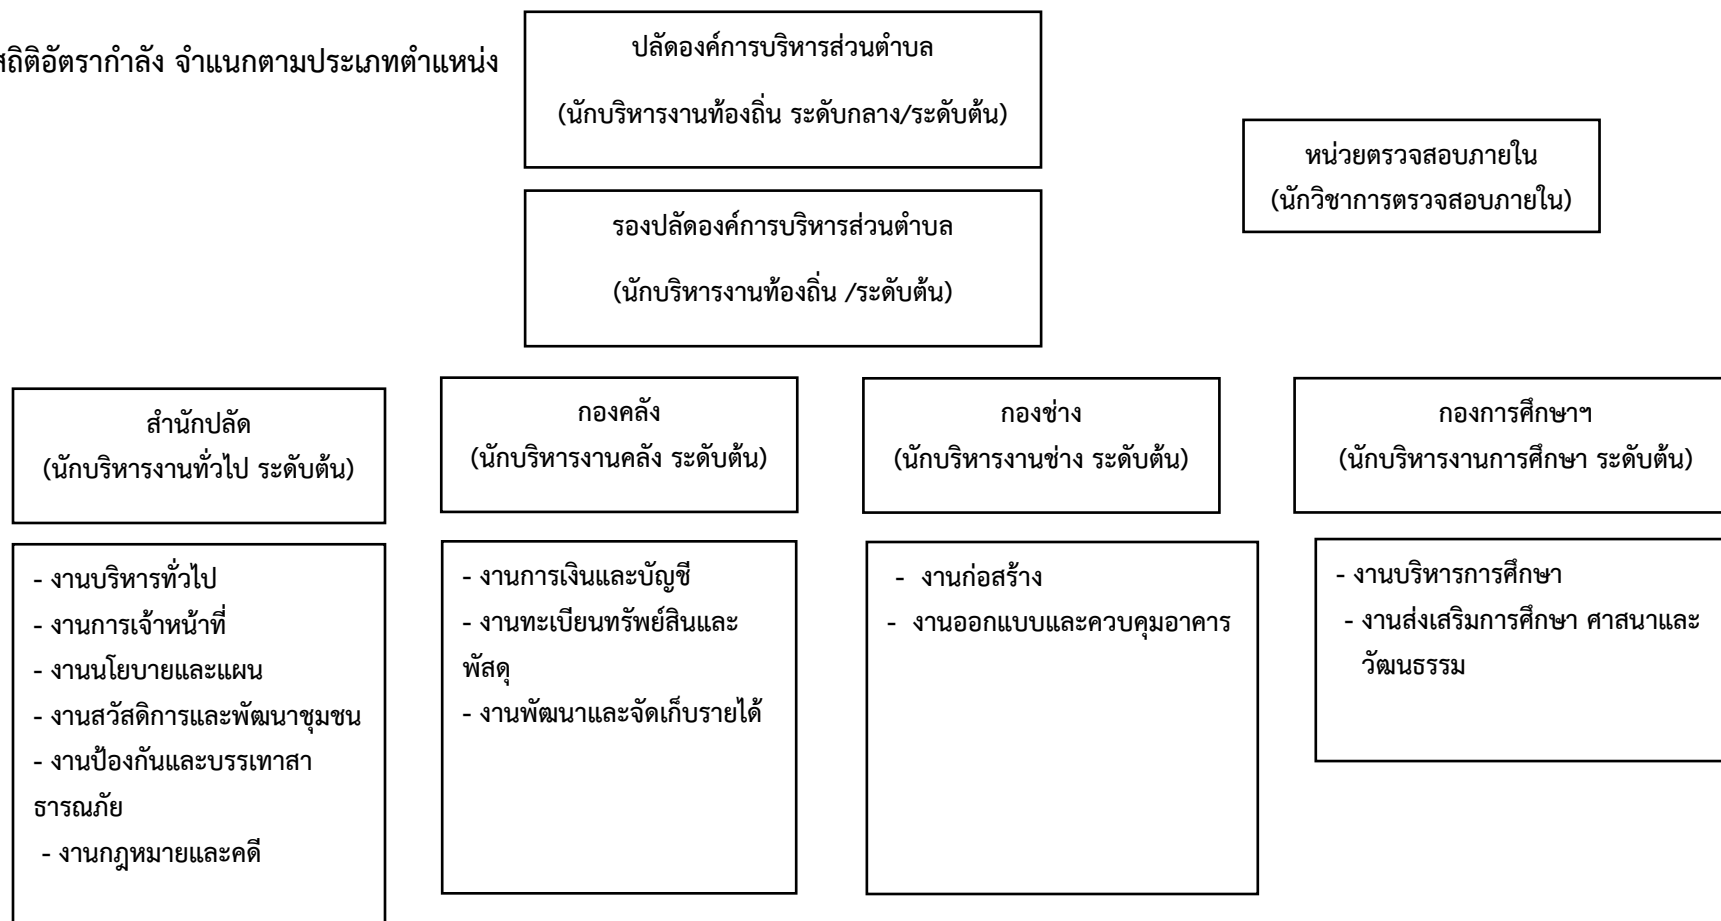 สถิติอัตรากำลัง จำแนกตามประเภทตำแหน่ง
ปลัดองค์การบริหารส่วนตำบล
(นักบริหารงานท้องถิ่น ระดับกลาง/ระดับต้น)
หน่วยตรวจสอบภายใน
(นักวิชาการตรวจสอบภายใน)
รองปลัดองค์การบริหารส่วนตำบล
(นักบริหารงานท้องถิ่น /ระดับต้น)
สำนักปลัด
(นักบริหารงานทั่วไป ระดับต้น)
กองคลัง
(นักบริหารงานคลัง ระดับต้น)
กองช่าง
(นักบริหารงานช่าง ระดับต้น)
กองการศึกษาฯ
(นักบริหารงานการศึกษา ระดับต้น)
- งานบริหารทั่วไป
- งานการเจ้าหน้าที่
- งานนโยบายและแผน
- งานสวัสดิการและพัฒนาชุมชน
- งานป้องกันและบรรเทาสา
ธารณภัย
- งานกฎหมายและคดี
- งานการเงินและบัญชี
- งานทะเบียนทรัพย์สินและ
พัสดุ
- งานพัฒนาและจัดเก็บรายได้
- งานก่อสร้าง
- งานออกแบบและควบคุมอาคาร
- งานบริหารการศึกษา
- งานส่งเสริมการศึกษา ศาสนาและ
วัฒนธรรม